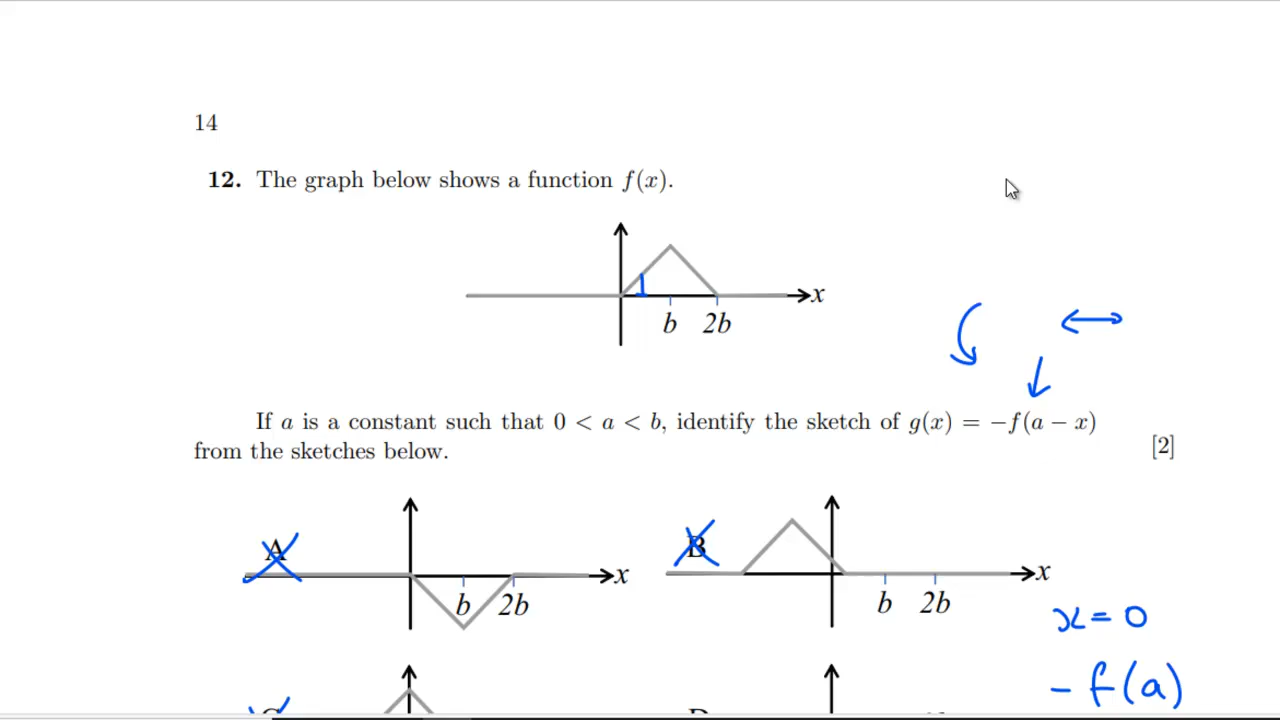 14
12. The graph below shows a function f(x).
x
b 2b
If a is a constant such that 0 < a < b, identify the sketch of g(x) = −f(a − x)
from the sketches below. [2]
A x
b 2b
B x
b 2b
x = 0
− f(a)